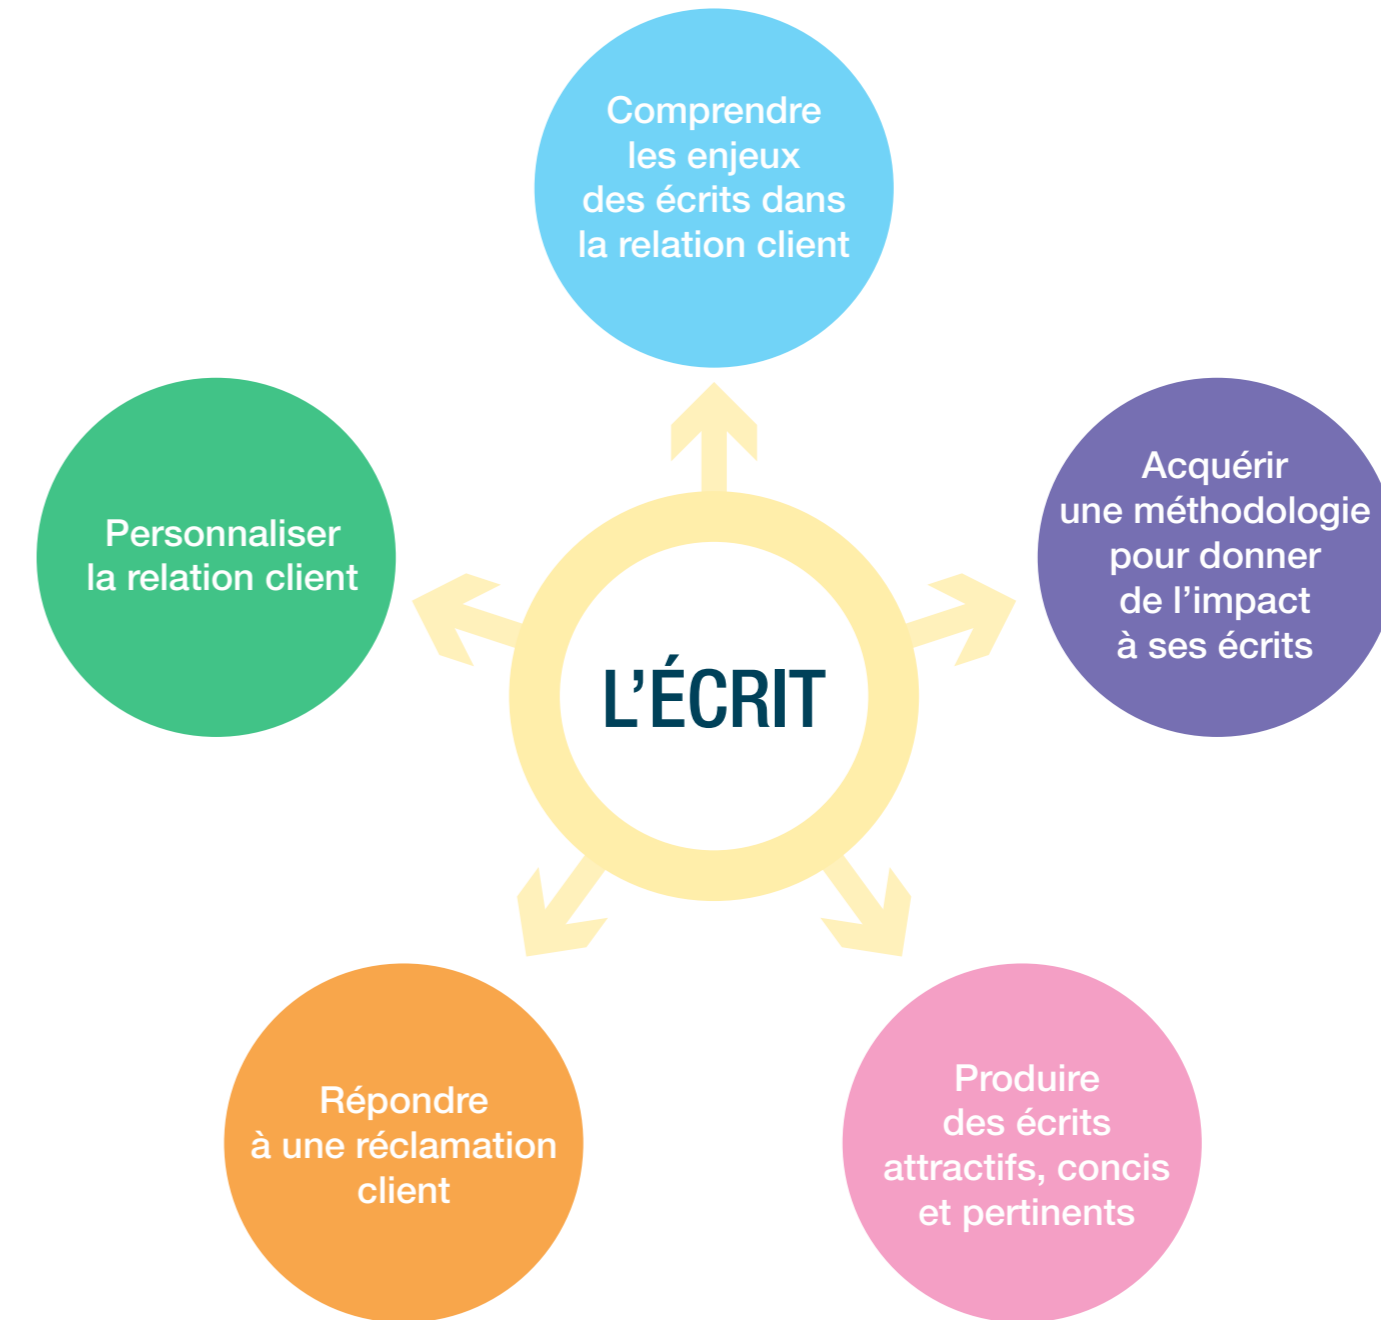 Comprendre
les enjeux
des écrits dans
la relation client
Personnaliser
la relation client
Acquérir
une méthodologie
pour donner
de l’impact
à ses écrits
L’ÉCRIT
Répondre
à une réclamation
client
Produire
des écrits
attractifs, concis
et pertinents